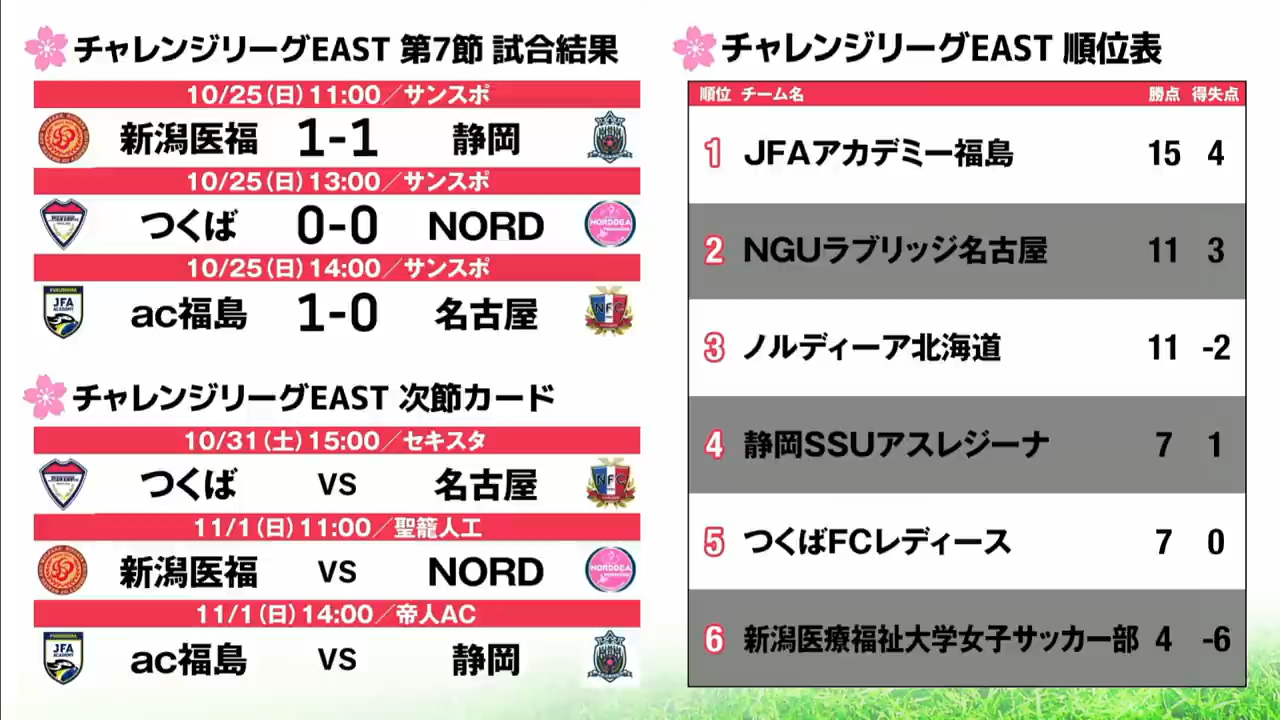 チャレンジリーグEAST 第7節 試合結果
10/25(日)11:00/サンスポ
新潟医福 1-1 静岡
10/25(日)13:00/サンスポ
つくば 0-0 NORD
NORDDEA
10/25(日)14:00/サンスポ
JFA
ACADEMY
ac福島 1-0 名古屋
NFC
チャレンジリーグEAST 次節カード
10/31(土)15:00/セキスタ
つくば VS 名古屋
NFC
11/1(日)11:00/聖籠人工
新潟医福 VS NORD
NORDDEA
11/1(日)14:00/帝人AC
JFA
ACADEMY
ac福島 VS 静岡
チャレンジリーグEAST 順位表
順位 チーム名 勝点 得失点
1 JFAアカデミー福島 15 4
2 NGUラブリッジ名古屋 11 3
3 ノルディーア北海道 11 -2
4 静岡SSUアスレジーナ 7 1
5 つくばFCレディース 7 0
6 新潟医療福祉大学女子サッカー部 4 -6